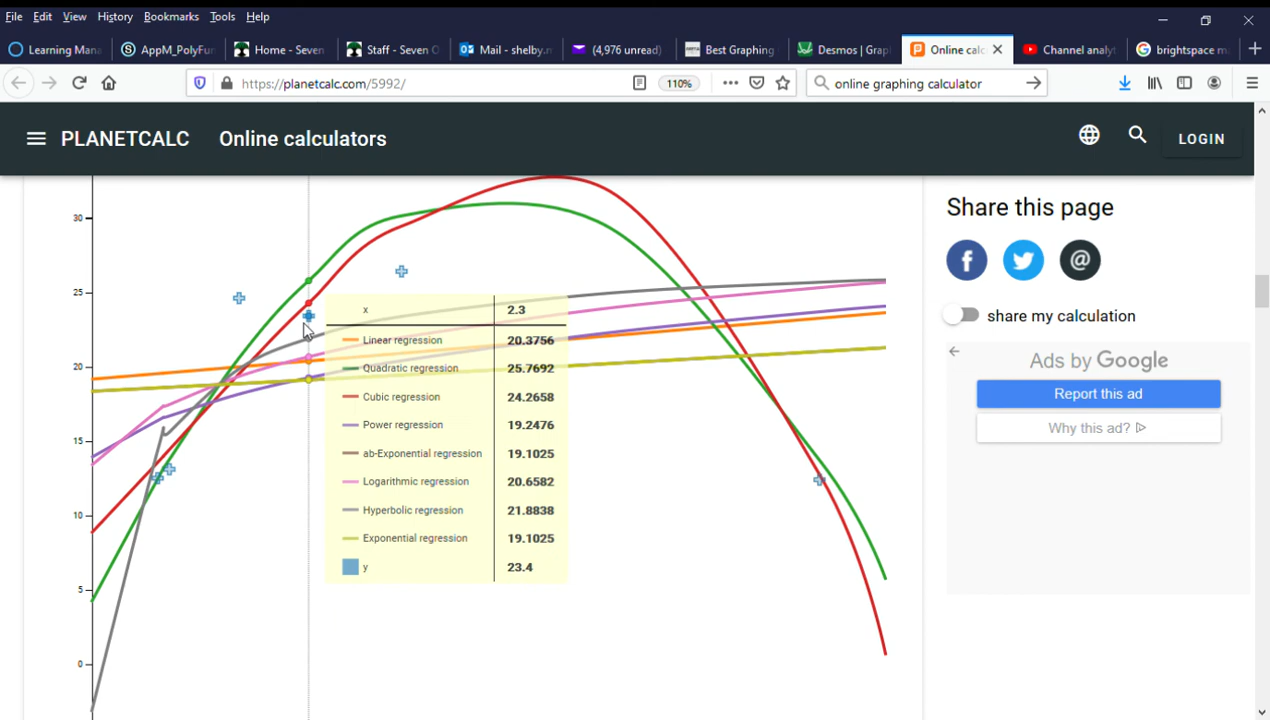 File Edit View History Bookmarks Tools Help
Learning Mana
AppM_PolyFun
Home - Seven
Staff - Seven O
Mail - shelby.m
(4,976 unread)
Best Graphing
Desmos | Grap
Online calc
Channel analyt
brightspace m
https://planetcalc.com/5992/
110%
online graphing calculator
PLANETCALC Online calculators
LOGIN
30
25
20
15
10
5
0
x 2.3
Linear regression 20.3756
Quadratic regression 25.7692
Cubic regression 24.2658
Power regression 19.2476
ab-Exponential regression 19.1025
Logarithmic regression 20.6582
Hyperbolic regression 21.8838
Exponential regression 19.1025
y 23.4
Share this page
share my calculation
Ads by Google
Report this ad
Why this ad?